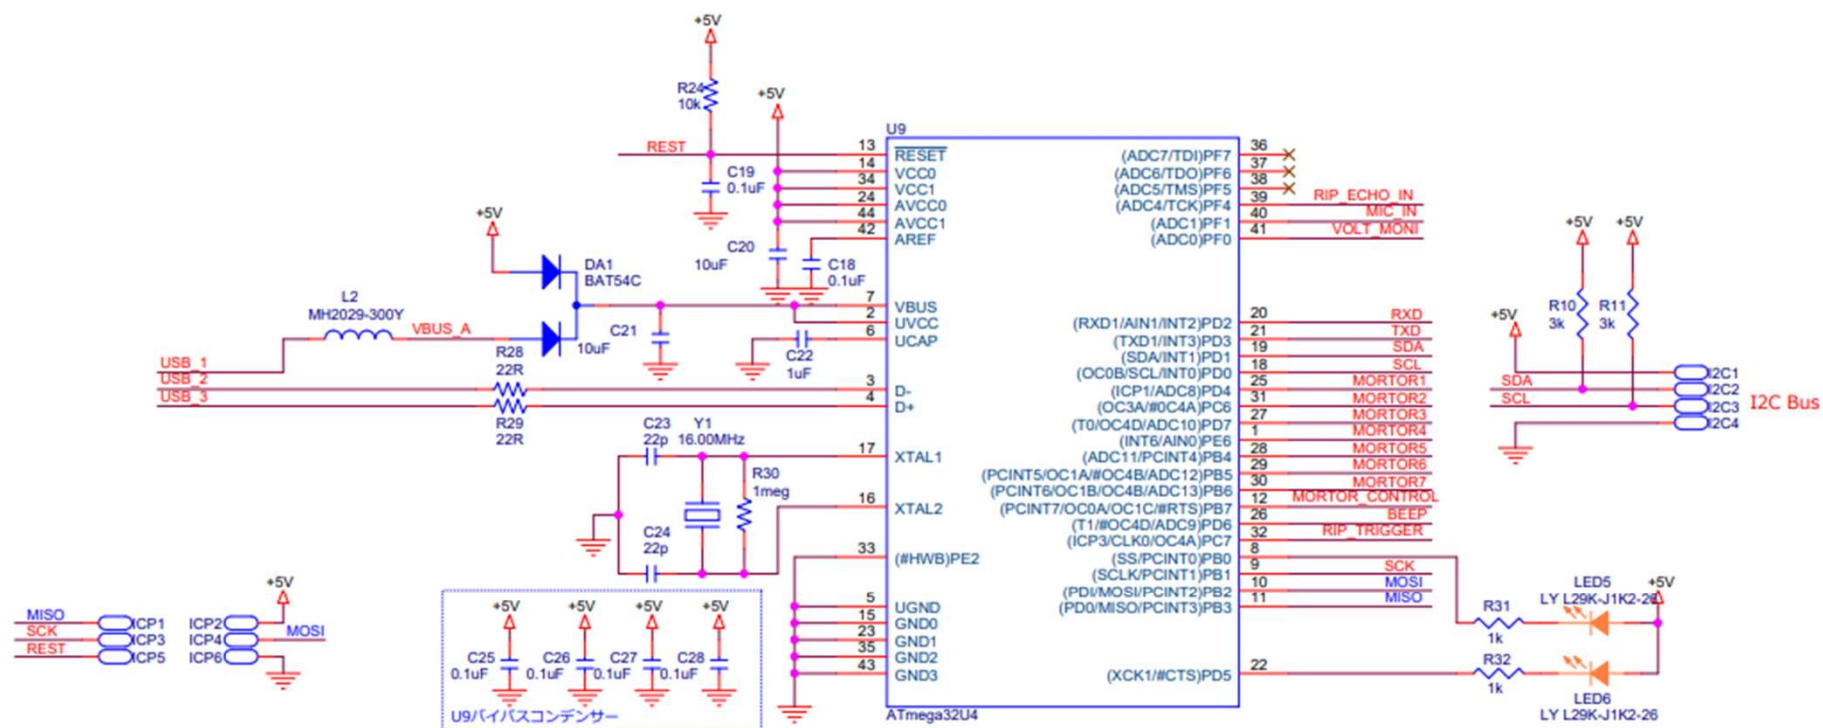 +5V
R24
10k
+5V
REST
C19
0.1uF
C20
10uF
C18
0.1uF
+5V
DA1
BAT54C
L2
MH2029-300Y
VBUS_A
C21
10uF
C22
1uF
USB_1
USB_2
USB_3
R28
22R
R29
22R
C23
22p
Y1
16.00MHz
R30
1meg
C24
22p
U9
13 RESET
14 VCC0
34 VCC1
24 AVCC0
44 AVCC1
42 AREF
7 VBUS
2 UVCC
6 UCAP
3 D-
4 D+
17 XTAL1
16 XTAL2
33 (#HWB)PE2
5 UGND
15 GND0
23 GND1
35 GND2
43 GND3
(ADC7/TDI)PF7 36
(ADC6/TDO)PF6 37
(ADC5/TMS)PF5 38
(ADC4/TCK)PF4 39 RIP_ECHO_IN
(ADC1)PF1 40 MIC_IN
(ADC0)PF0 41 VOLT_MONI
(RXD1/AIN1/INT2)PD2 20 RXD
(TXD1/INT3)PD3 21 TXD
(SDA/INT1)PD1 19 SDA
(OC0B/SCL/INT0)PD0 18 SCL
(ICP1/ADC8)PD4 25 MORTOR1
(OC3A/#0C4A)PC6 31 MORTOR2
(T0/OC4D/ADC10)PD7 27 MORTOR3
(INT6/AIN0)PE6 1 MORTOR4
(ADC11/PCINT4)PB4 28 MORTOR5
(PCINT5/OC1A/#OC4B/ADC12)PB5 29 MORTOR6
(PCINT6/OC1B/OC4B/ADC13)PB6 30 MORTOR7
(PCINT7/OC0A/OC1C/#RTS)PB7 12 MORTOR_CONTROL
(T1/#OC4D/ADC9)PD6 26 BEEP
(ICP3/CLK0/OC4A)PC7 32 RIP_TRIGGER
(SS/PCINT0)PB0 8
(SCLK/PCINT1)PB1 9 SCK
(PDI/MOSI/PCINT2)PB2 10 MOSI
(PD0/MISO/PCINT3)PB3 11 MISO
(XCK1/#CTS)PD5 22
ATmega32U4
+5V +5V
R10
3k
R11
3k
+5V
I2C1
SDA I2C2
SCL I2C3
I2C4
I2C Bus
LED5
LY L29K-J1K2-26
+5V
R31
1k
R32
1k
LED6
LY L29K-J1K2-26
+5V
MISO ICP1 ICP2
SCK ICP3 ICP4 MOSI
REST ICP5 ICP6
+5V +5V +5V +5V
C25 C26 C27 C28
0.1uF 0.1uF 0.1uF 0.1uF
U9バイパスコンデンサー